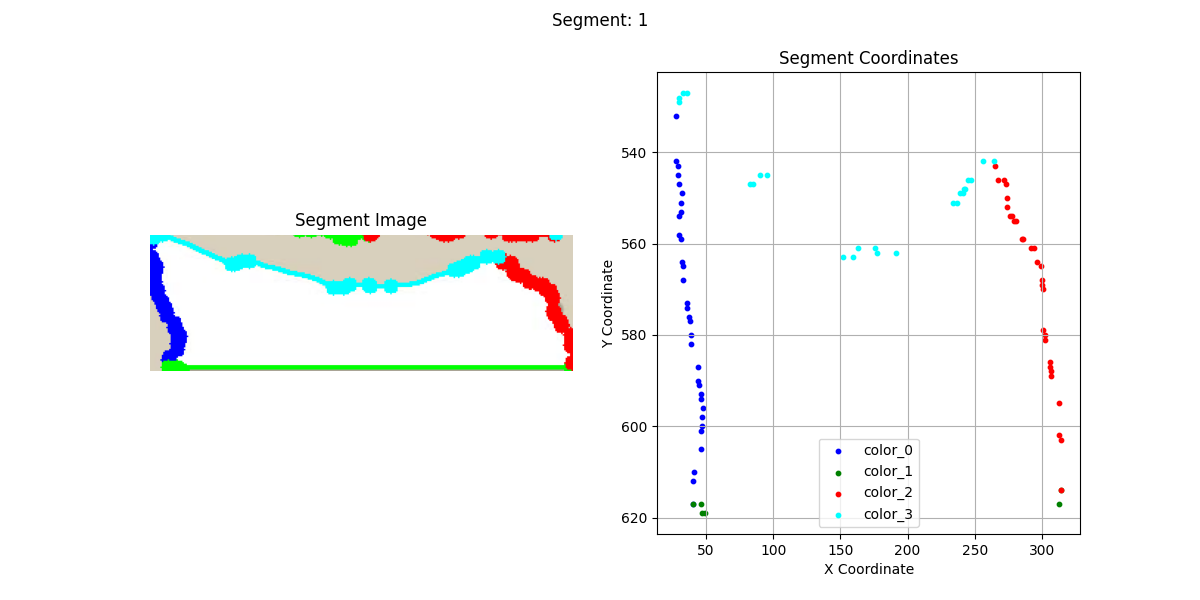 Segment: 1
Segment Image
Segment Coordinates
540
560
580
600
620
Y Coordinate
50
100
150
200
250
300
X Coordinate
color_0
color_1
color_2
color_3